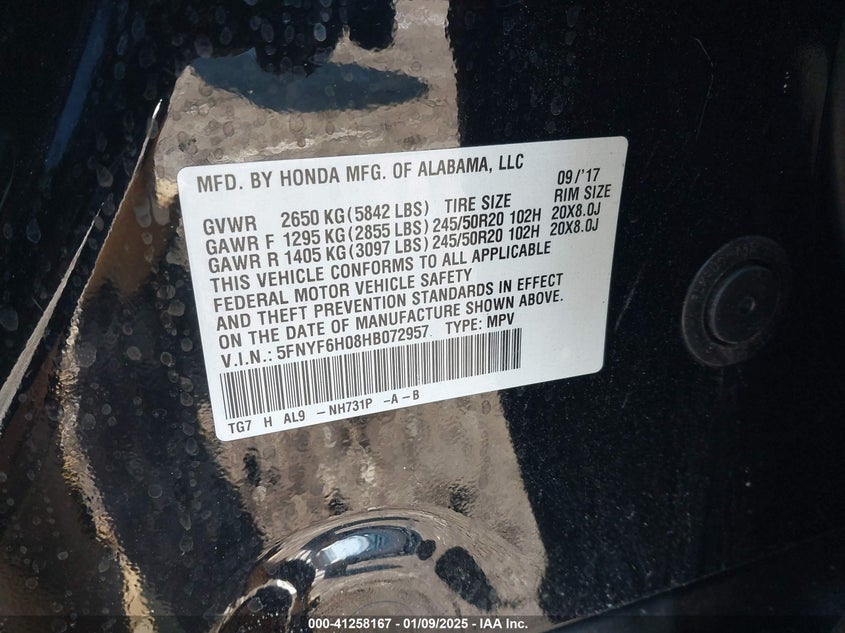 MFD. BY HONDA MFG. OF ALABAMA, LLC 09/'17
GVWR 2650 KG (5842 LBS) TIRE SIZE RIM SIZE
GAWR F 1295 KG (2855 LBS) 245/50R20 102H 20X8.0J
GAWR R 1405 KG (3097 LBS) 245/50R20 102H 20X8.0J
THIS VEHICLE CONFORMS TO ALL APPLICABLE
FEDERAL MOTOR VEHICLE SAFETY
AND THEFT PREVENTION STANDARDS IN EFFECT
ON THE DATE OF MANUFACTURE SHOWN ABOVE.
V.I.N.: 5FNYF6H08HB072957 TYPE: MPV
TG7 H AL9 -NH731P -A-B
000-41258167 - 01/09/2025 - IAA Inc.